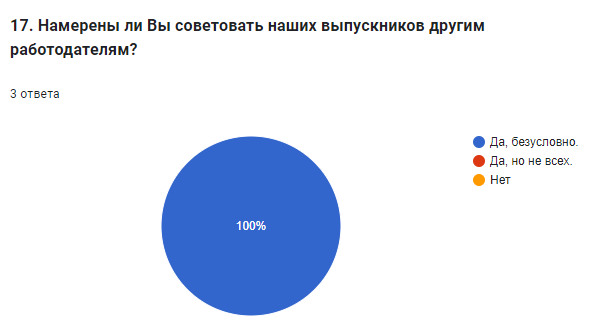 17. Намерены ли Вы советовать наших выпускников другим
работодателям?
3 ответа
100%
Да, безусловно.
Да, но не всех.
Нет